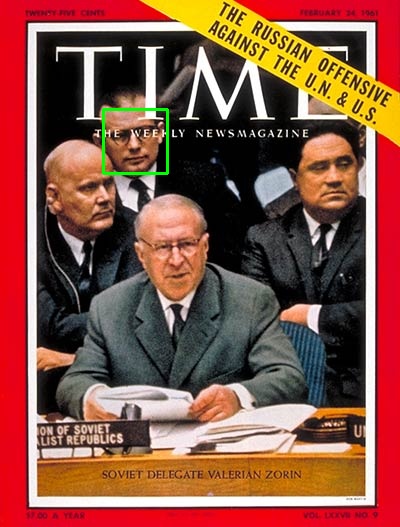 TWENTY-FIVE CENTS
FEBRUARY 24, 1961
THE RUSSIAN OFFENSIVE
AGAINST THE U.N. & U.S.
TIME
THE WEEKLY NEWSMAGAZINE
ON OF SOVIET
ALIST REPUBLICS
UN
SOVIET DELEGATE VALERIAN ZORIN
$7.00 A YEAR
VOL. LXXVII NO. 9